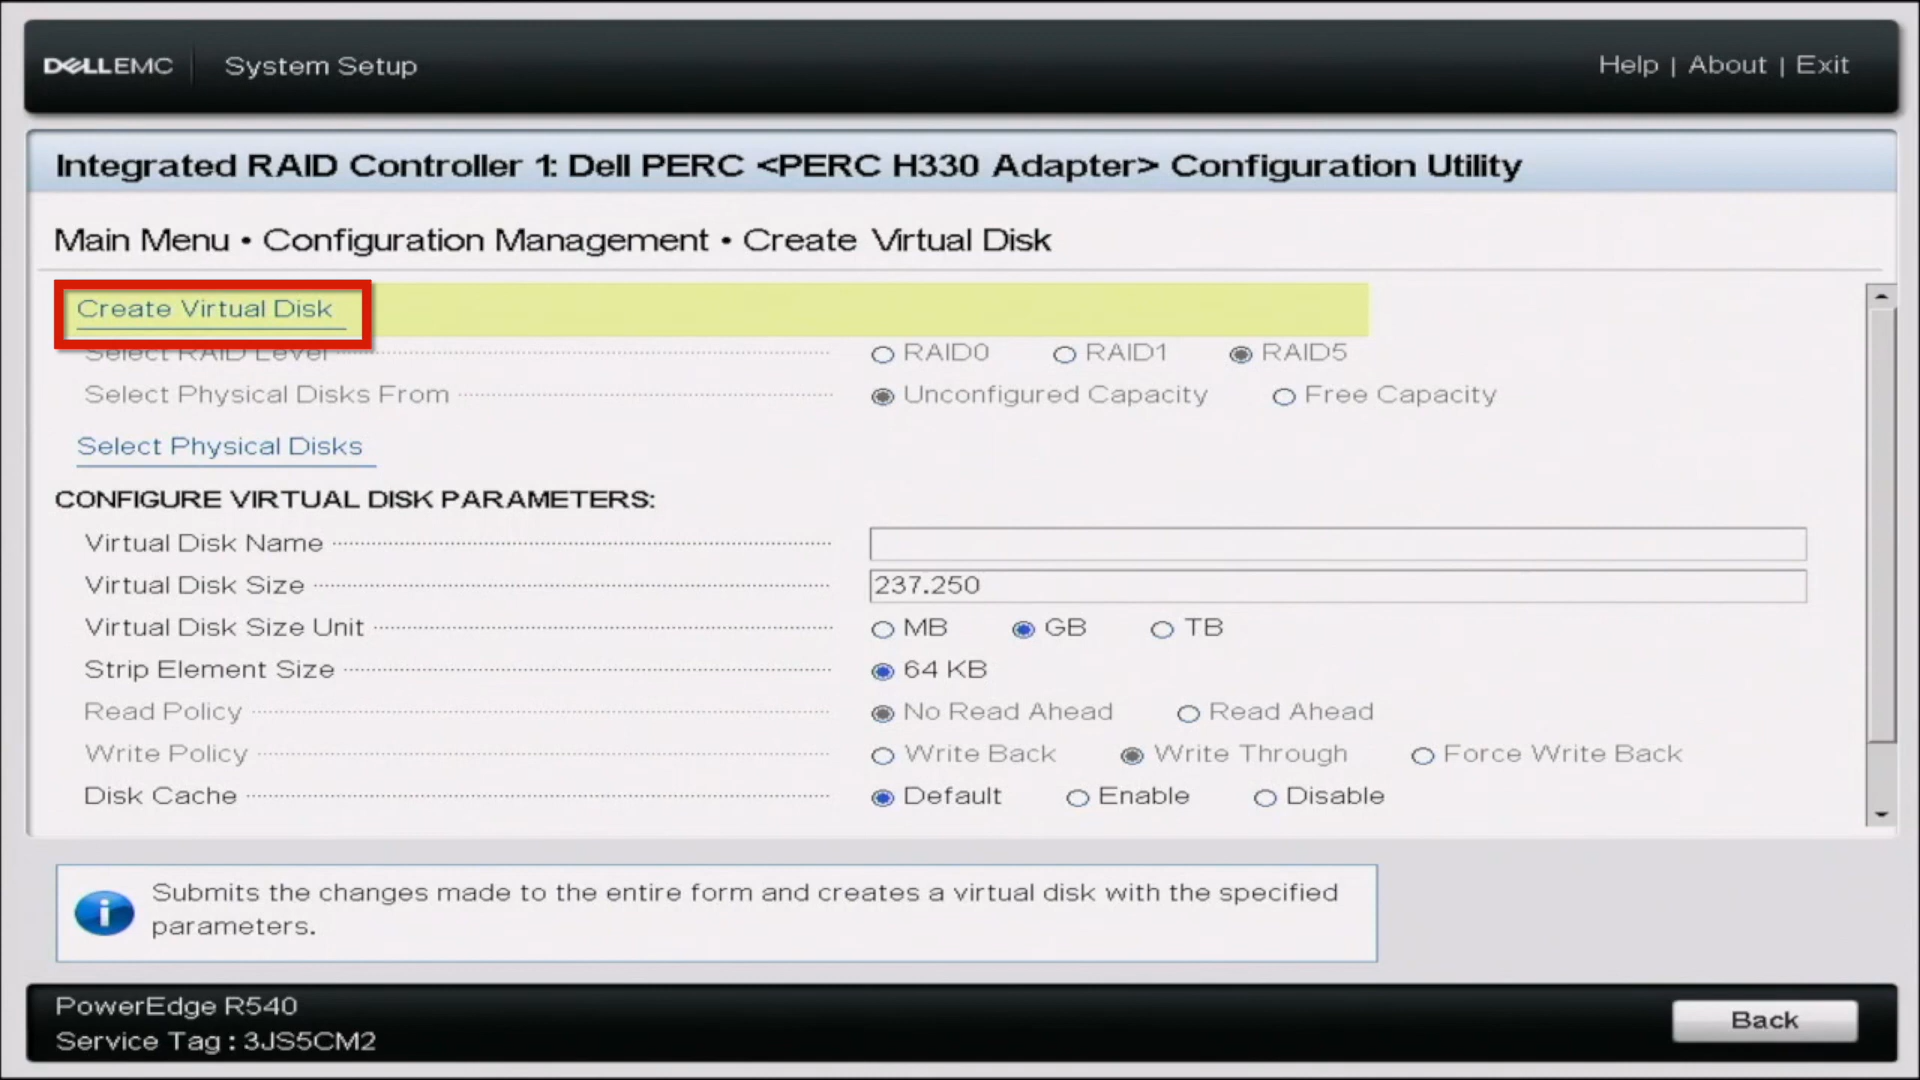 DELLEMC System Setup Help | About | Exit
Integrated RAID Controller 1: Dell PERC <PERC H330 Adapter> Configuration Utility
Main Menu • Configuration Management • Create Virtual Disk
Create Virtual Disk
Select RAID Level RAID0 RAID1 RAID5
Select Physical Disks From Unconfigured Capacity Free Capacity
Select Physical Disks
CONFIGURE VIRTUAL DISK PARAMETERS:
Virtual Disk Name
Virtual Disk Size 237.250
Virtual Disk Size Unit MB GB TB
Strip Element Size 64 KB
Read Policy No Read Ahead Read Ahead
Write Policy Write Back Write Through Force Write Back
Disk Cache Default Enable Disable
Submits the changes made to the entire form and creates a virtual disk with the specified
parameters.
PowerEdge R540
Service Tag : 3JS5CM2
Back